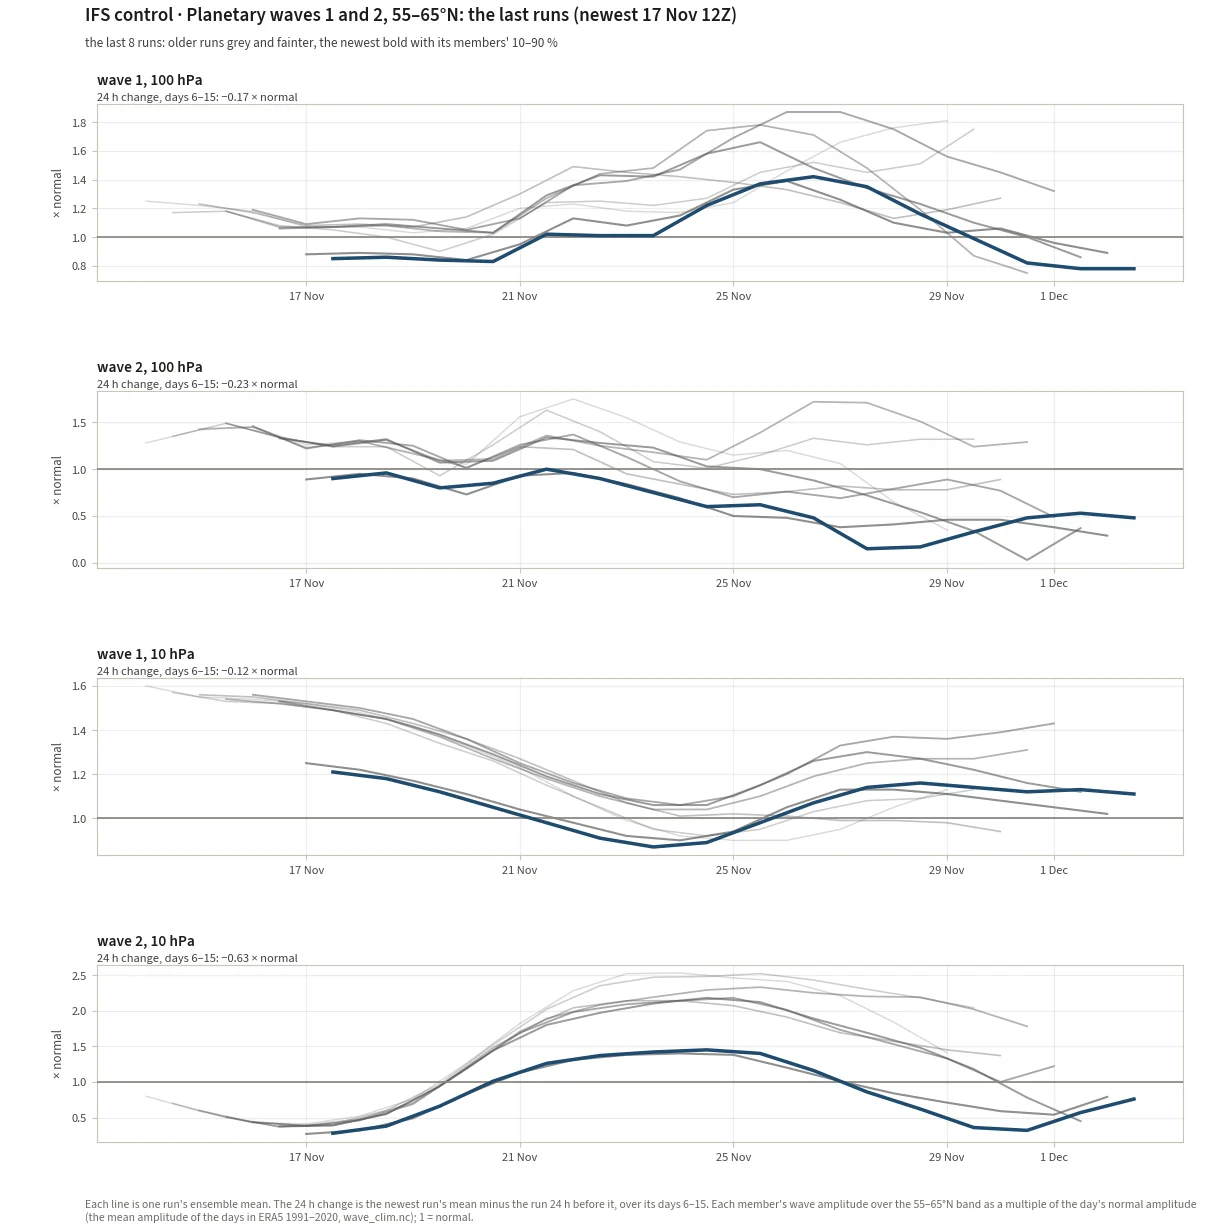 IFS control · Planetary waves 1 and 2, 55–65°N: the last runs (newest 17 Nov 12Z)
the last 8 runs: older runs grey and fainter, the newest bold with its members' 10–90 %
wave 1, 100 hPa
24 h change, days 6–15: −0.17 × normal
× normal
1.8
1.6
1.4
1.2
1.0
0.8
17 Nov 21 Nov 25 Nov 29 Nov 1 Dec
wave 2, 100 hPa
24 h change, days 6–15: −0.23 × normal
× normal
1.5
1.0
0.5
0.0
17 Nov 21 Nov 25 Nov 29 Nov 1 Dec
wave 1, 10 hPa
24 h change, days 6–15: −0.12 × normal
× normal
1.6
1.4
1.2
1.0
17 Nov 21 Nov 25 Nov 29 Nov 1 Dec
wave 2, 10 hPa
24 h change, days 6–15: −0.63 × normal
× normal
2.5
2.0
1.5
1.0
0.5
17 Nov 21 Nov 25 Nov 29 Nov 1 Dec
Each line is one run's ensemble mean. The 24 h change is the newest run's mean minus the run 24 h before it, over its days 6–15. Each member's wave amplitude over the 55–65°N band as a multiple of the day's normal amplitude
(the mean amplitude of the days in ERA5 1991–2020, wave_clim.nc); 1 = normal.